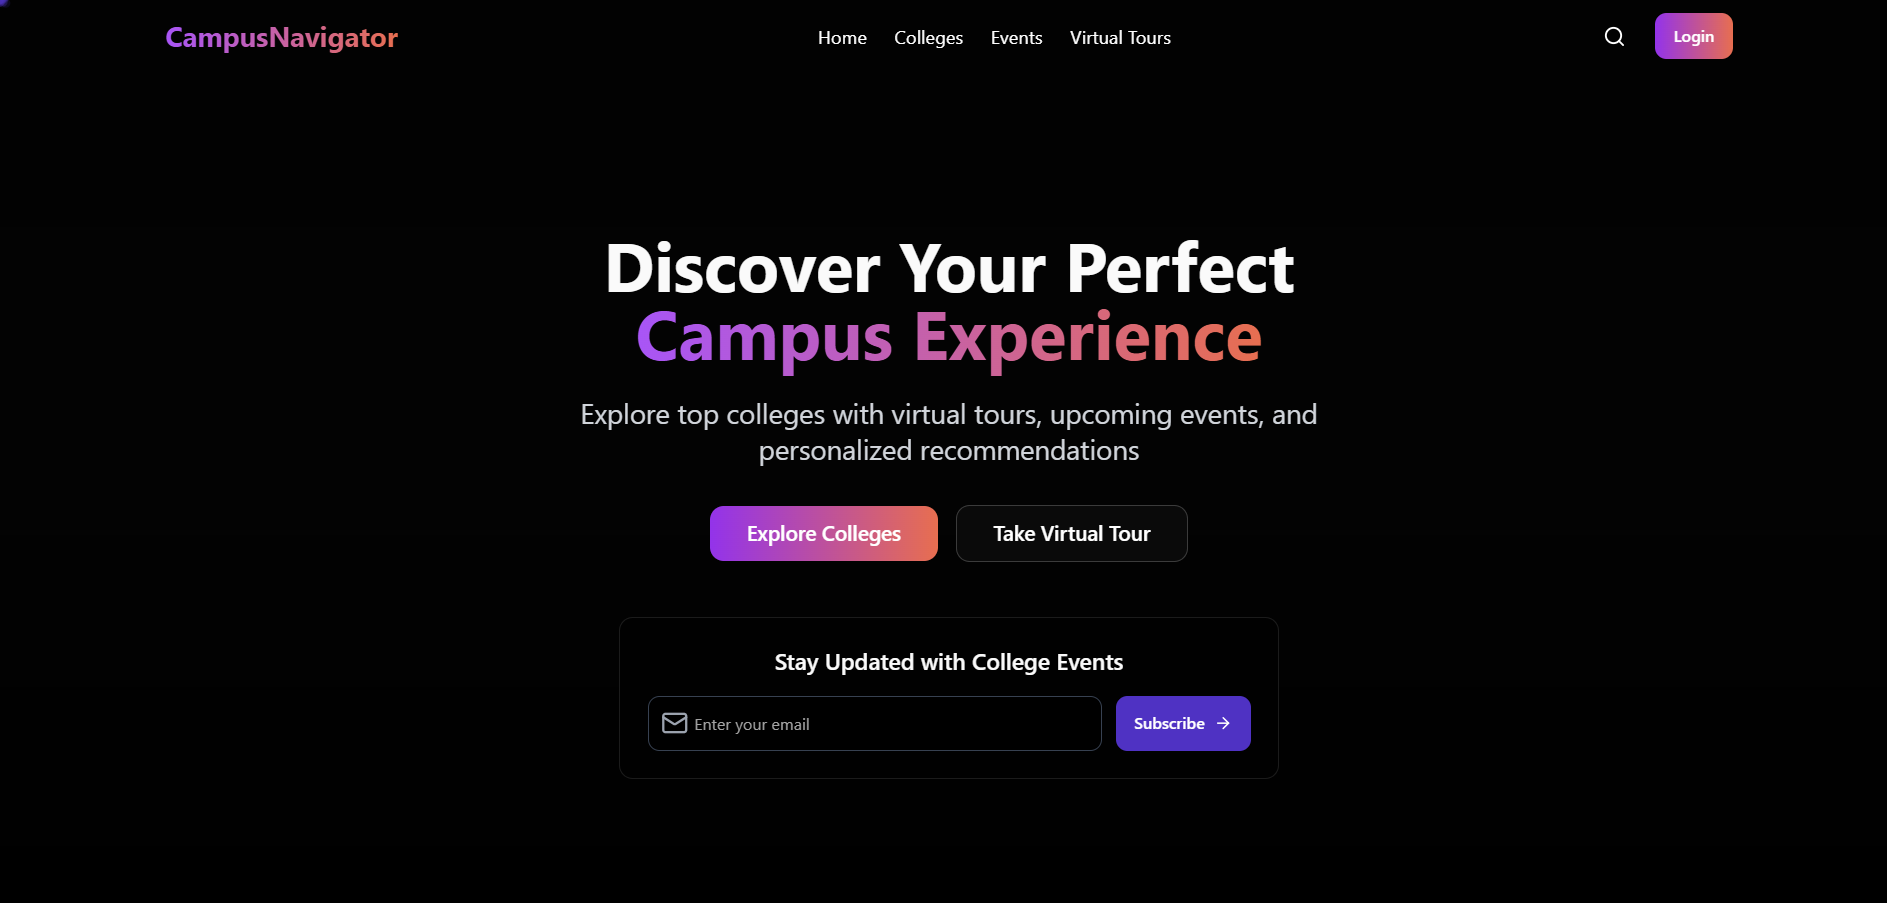 CampusNavigator
Home
Colleges
Events
Virtual Tours
Login
Discover Your Perfect
Campus Experience
Explore top colleges with virtual tours, upcoming events, and
personalized recommendations
Explore Colleges
Take Virtual Tour
Stay Updated with College Events
Enter your email
Subscribe